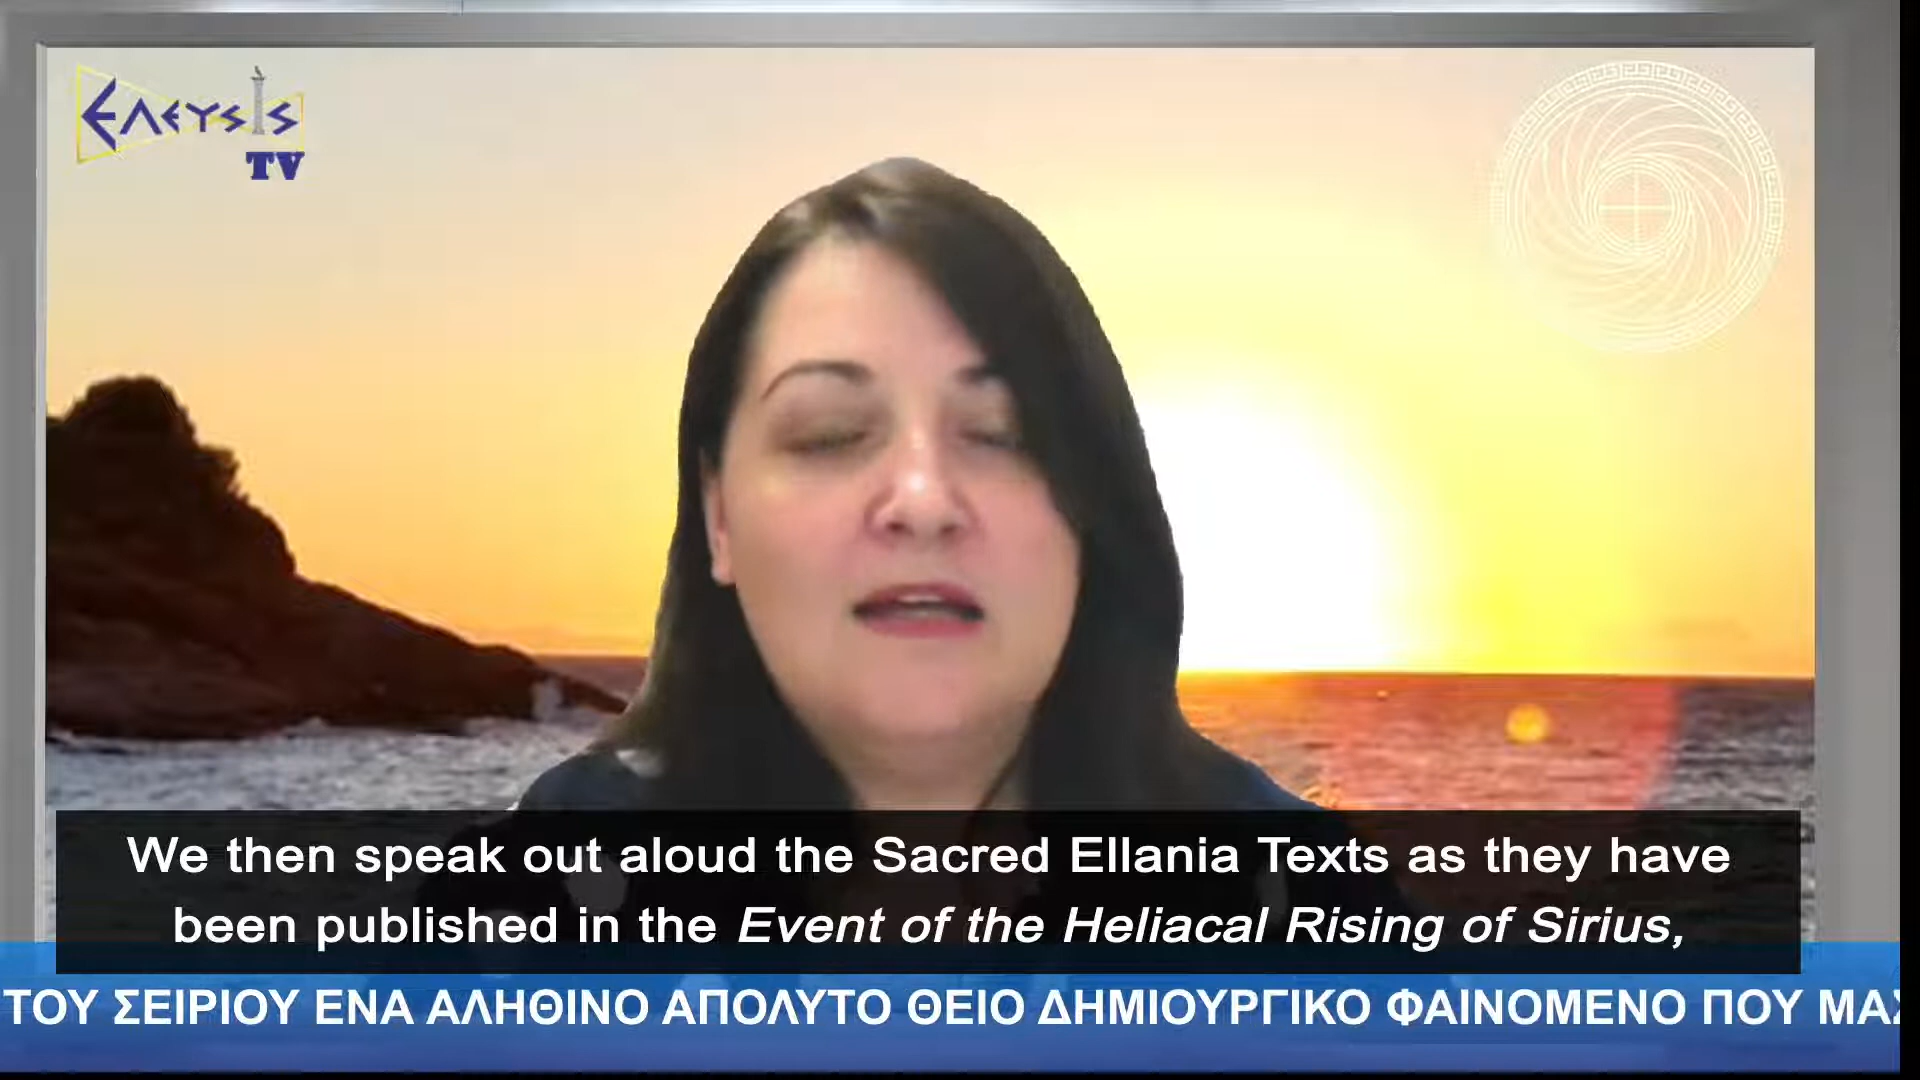 ΕΛΕΥΣΙΣ
TV
We then speak out aloud the Sacred Ellania Texts as they have
been published in the Event of the Heliacal Rising of Sirius,
ΤΟΥ ΣΕΙΡΙΟΥ ΕΝΑ ΑΛΗΘΙΝΟ ΑΠΟΛΥΤΟ ΘΕΙΟ ΔΗΜΙΟΥΡΓΙΚΟ ΦΑΙΝΟΜΕΝΟ ΠΟΥ ΜΑΣ